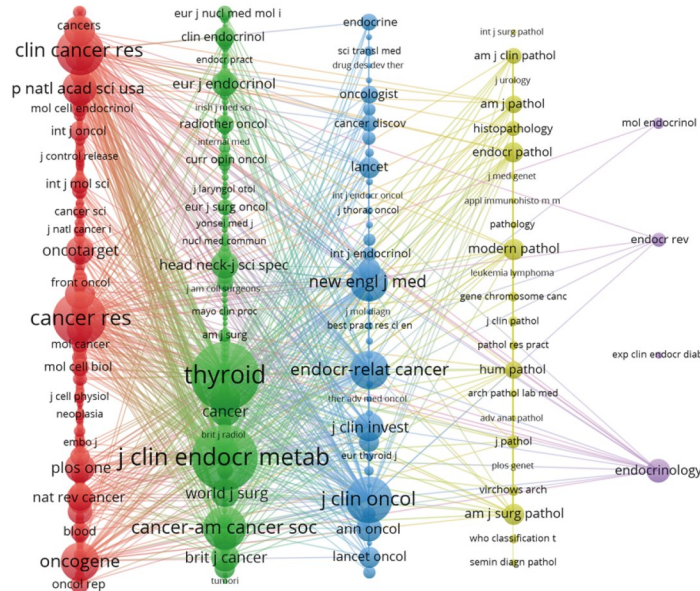 cancers
clin cancer res
p natl acad sci usa
mol cell endocrinol
int j oncol
j control release
int j mol sci
cancer sci
j natl cancer i
oncotarget
front oncol
cancer res
mol cancer
mol cell biol
j cell physiol
neoplasia
embo j
plos one
nat rev cancer
blood
oncogene
oncol rep
eur j nucl med mol i
clin endocrinol
endocr pract
eur j endocrinol
irish j med sci
radiother oncol
internal med
curr opin oncol
j laryngol otol
eur j surg oncol
yonsei med j
nucl med commun
head neck-j sci spec
j am coll surgeons
mayo clin proc
am j surg
thyroid
cancer
brit j radiol
j clin endocr metab
world j surg
cancer-am cancer soc
brit j cancer
tumori
endocrine
sci transl med
drug des dev ther
oncologist
cancer discov
lancet
int j endocr oncol
j thorac oncol
int j endocrinol
new engl j med
j mol diagn
best pract res cl en
endocr-relat cancer
ther adv med oncol
j clin invest
eur thyroid j
j clin oncol
ann oncol
lancet oncol
int j surg pathol
am j clin pathol
j urology
am j pathol
histopathology
endocr pathol
j med genet
appl immunohisto m m
pathology
modern pathol
leukemia lymphoma
gene chromosome canc
j clin pathol
pathol res pract
hum pathol
arch pathol lab med
adv anat pathol
j pathol
plos genet
virchows arch
am j surg pathol
who classification t
semin diagn pathol
mol endocrinol
endocr rev
exp clin endocr diab
endocrinology